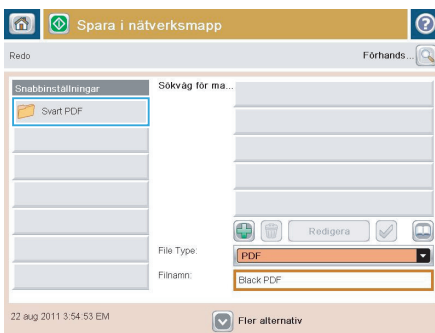 Spara i nätverksmapp
Redo
Förhands...
Snabbinställningar
Sökväg för ma...
Svart PDF
Redigera
File Type:
PDF
Filnamn:
Black PDF
22 aug 2011 3:54:53 EM
Fler alternativ